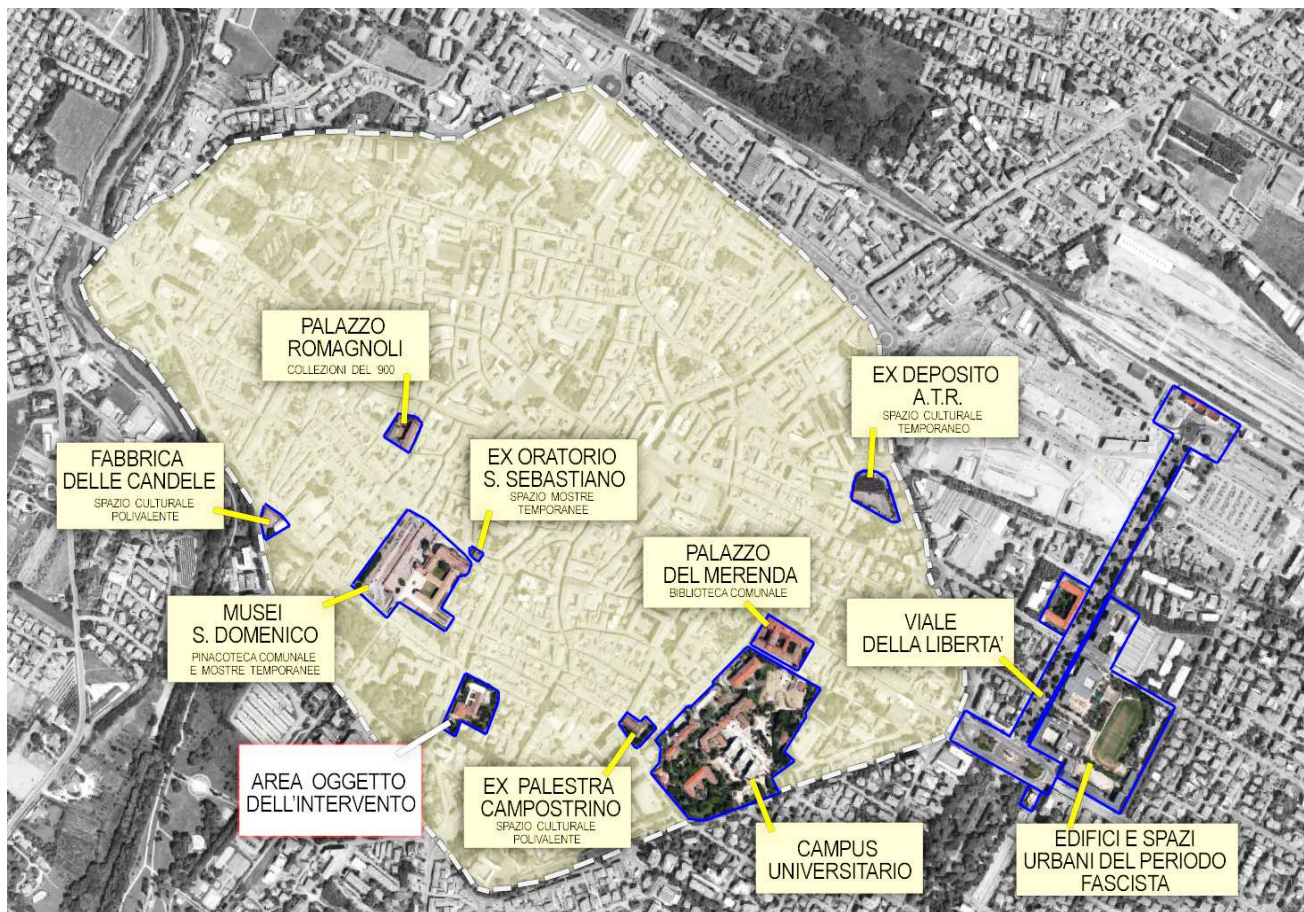 PALAZZO
ROMAGNOLI
COLLEZIONI DEL 900
EX DEPOSITO
A.T.R.
SPAZIO CULTURALE
TEMPORANEO
FABBRICA
DELLE CANDELE
SPAZIO CULTURALE
POLIVALENTE
EX ORATORIO
S. SEBASTIANO
SPAZIO MOSTRE
TEMPORANEE
PALAZZO
DEL MERENDA
BIBLIOTECA COMUNALE
MUSEI
S. DOMENICO
PINACOTECA COMUNALE
E MOSTRE TEMPORANEE
VIALE
DELLA LIBERTA'
AREA OGGETTO
DELL'INTERVENTO
EX PALESTRA
CAMPOSTRINO
SPAZIO CULTURALE
POLIVALENTE
CAMPUS
UNIVERSITARIO
EDIFICI E SPAZI
URBANI DEL PERIODO
FASCISTA